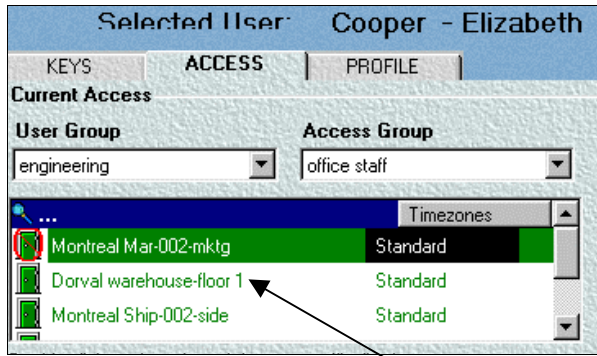 Selected User: Cooper - Elizabeth
KEYS ACCESS PROFILE
Current Access
User Group Access Group
engineering office staff
... Timezones
Montreal Mar-002-mktg Standard
Dorval warehouse-floor 1 Standard
Montreal Ship-002-side Standard